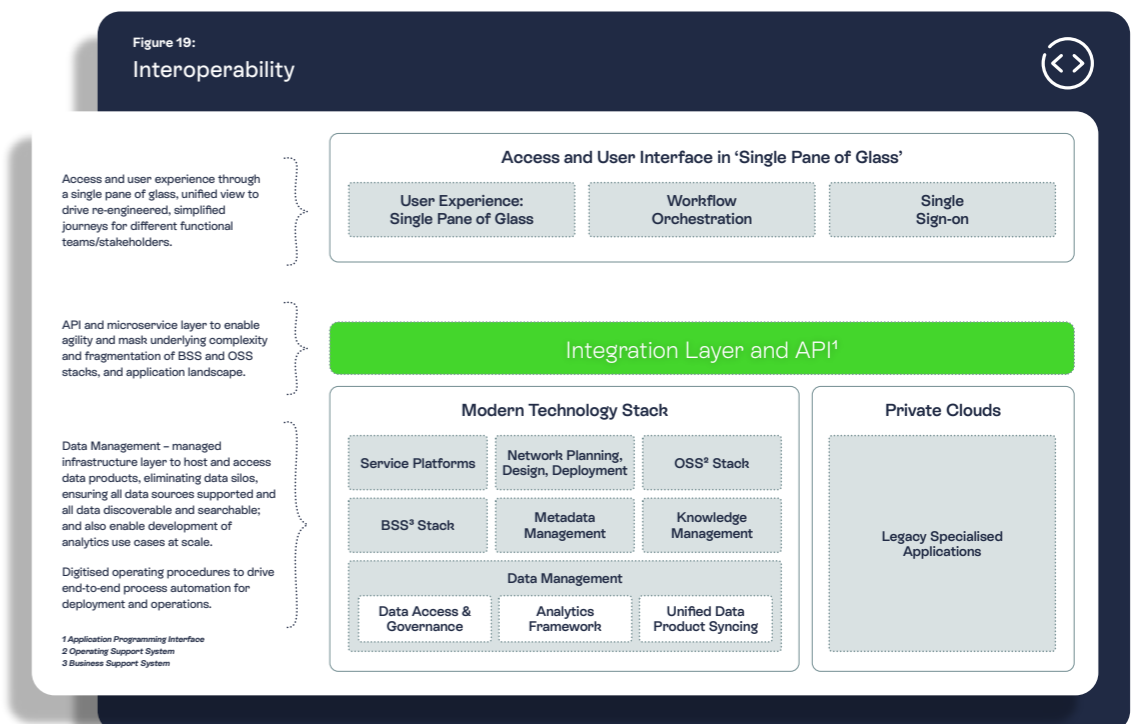 Figure 19:
Interoperability
Access and user experience through
a single pane of glass, unified view to
drive re-engineered, simplified
journeys for different functional
teams/stakeholders.
Access and User Interface in ‘Single Pane of Glass’
User Experience:
Single Pane of Glass
Workflow
Orchestration
Single
Sign-on
API and microservice layer to enable
agility and mask underlying complexity
and fragmentation of BSS and OSS
stacks, and application landscape.
Integration Layer and API¹
Data Management – managed
infrastructure layer to host and access
data products, eliminating data silos,
ensuring all data sources supported and
all data discoverable and searchable;
and also enable development of
analytics use cases at scale.
Digitised operating procedures to drive
end-to-end process automation for
deployment and operations.
Modern Technology Stack
Service Platforms
Network Planning,
Design, Deployment
OSS² Stack
BSS³ Stack
Metadata
Management
Knowledge
Management
Data Management
Data Access &
Governance
Analytics
Framework
Unified Data
Product Syncing
Private Clouds
Legacy Specialised
Applications
1 Application Programming Interface
2 Operating Support System
3 Business Support System